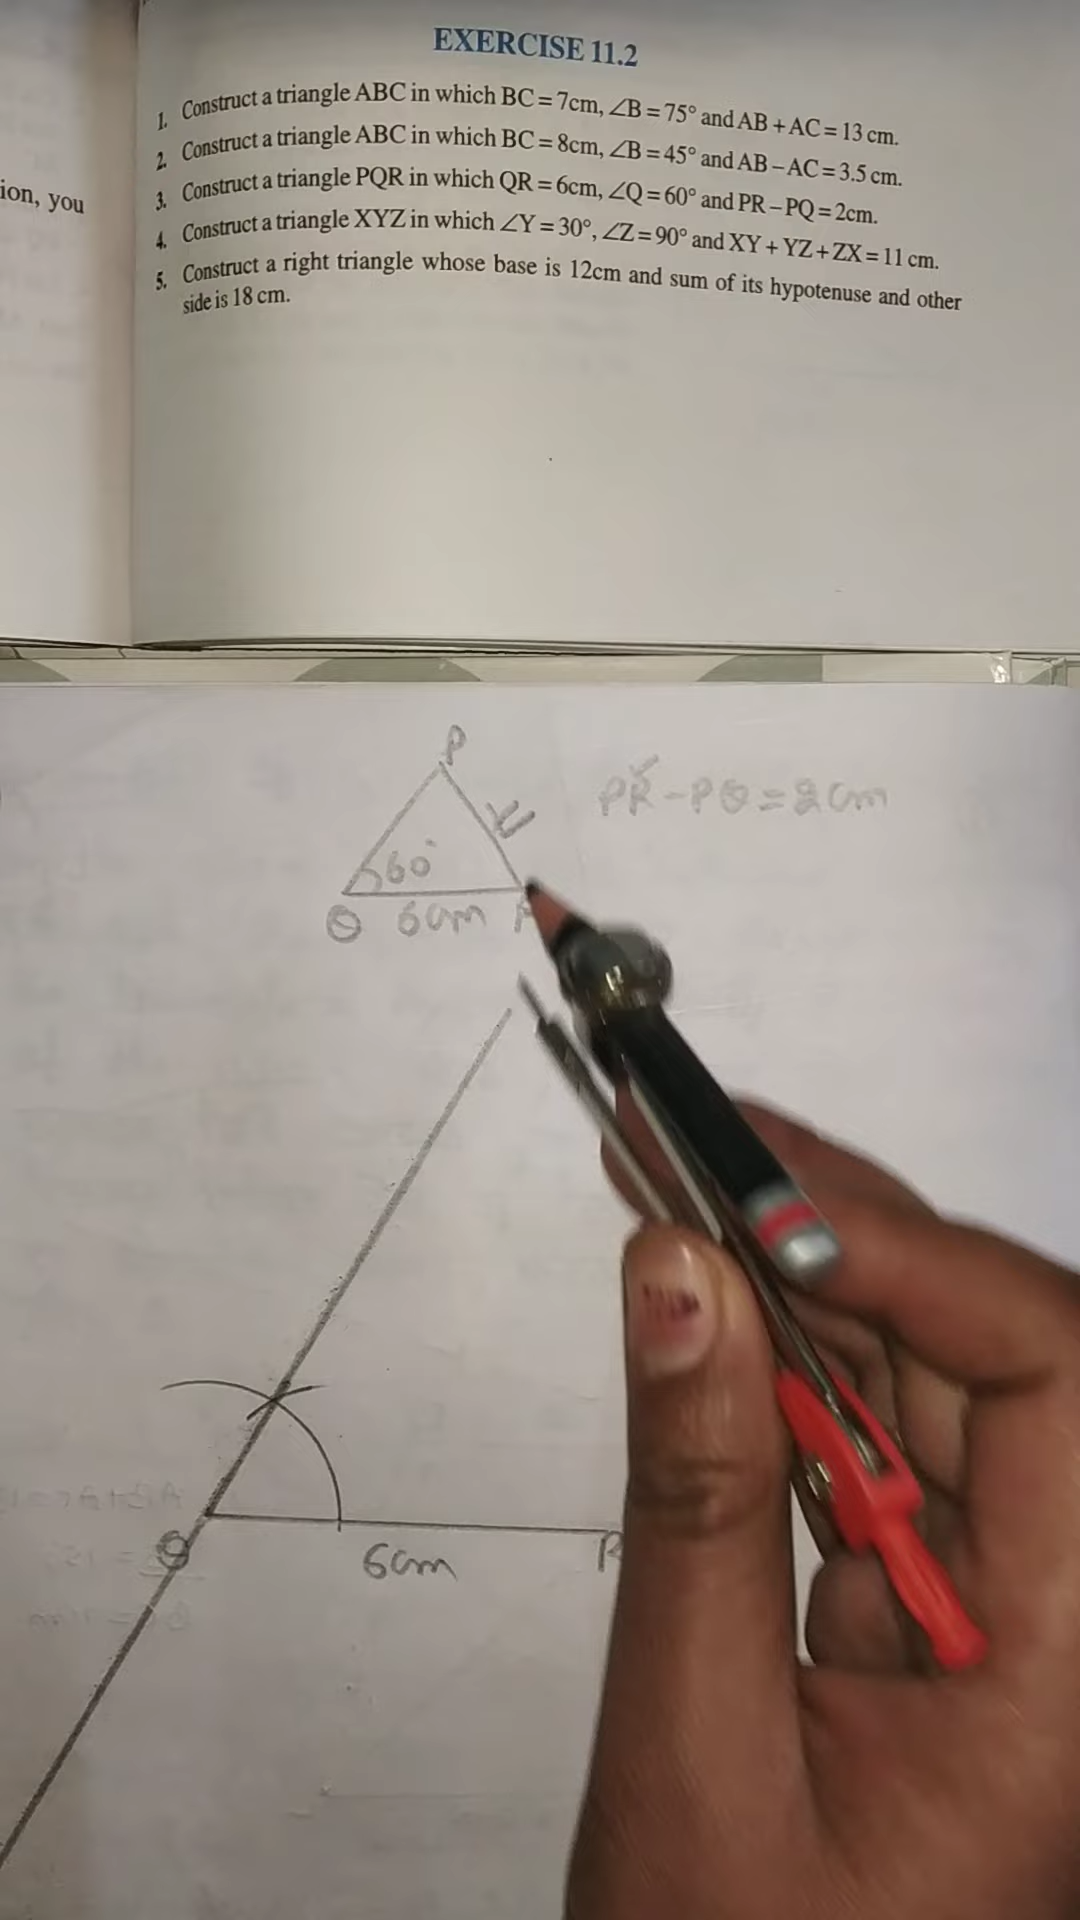 EXERCISE 11.2
1. Construct a triangle ABC in which BC = 7cm, ∠B = 75° and AB + AC = 13 cm.
2. Construct a triangle ABC in which BC = 8cm, ∠B = 45° and AB – AC = 3.5 cm.
ion, you
3. Construct a triangle PQR in which QR = 6cm, ∠Q = 60° and PR – PQ = 2cm.
4. Construct a triangle XYZ in which ∠Y = 30°, ∠Z = 90° and XY + YZ + ZX = 11 cm.
5. Construct a right triangle whose base is 12cm and sum of its hypotenuse and other
side is 18 cm.
P
PR - PQ = 2cm
60°
Q 6cm
Q 6cm R